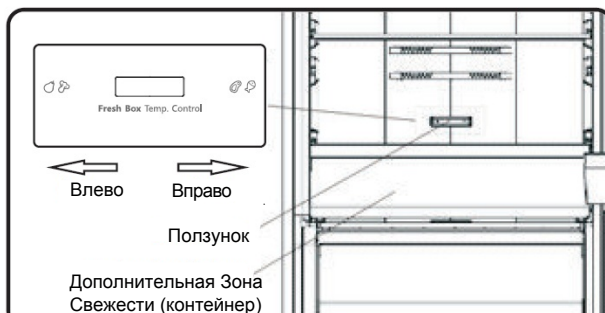 Fresh Box Temp. Control
Влево
Вправо
Ползунок
Дополнительная Зона
Свежести (контейнер)